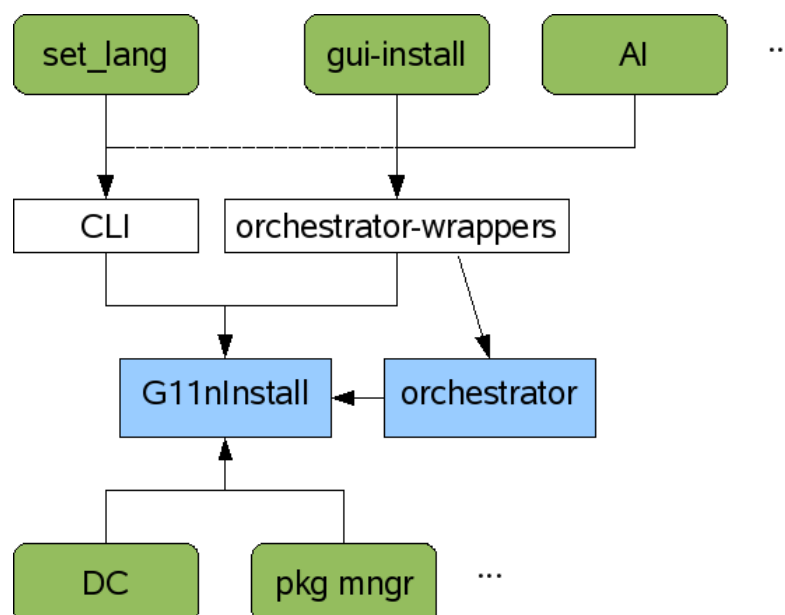 set_lang
gui-install
AI
..
CLI
orchestrator-wrappers
G11nInstall
orchestrator
DC
pkg mngr
...